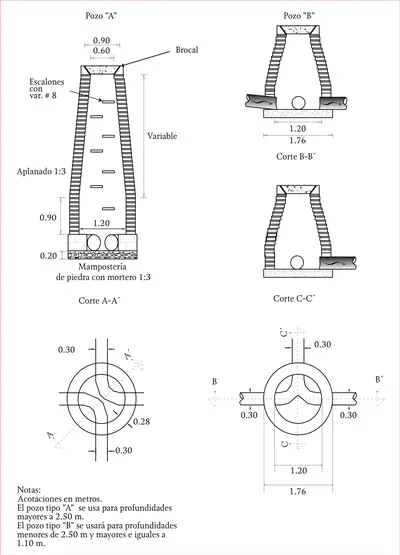 Pozo "A"
Pozo "B"
0.90
0.60
Brocal
Escalones
con
var. # 8
Variable
Aplanado 1:3
0.90
1.20
0.20
Mampostería
de piedra con mortero 1:3
Corte A-A´
1.20
1.76
Corte B-B´
Corte C-C´
0.30
A´
A
0.28
0.30
C´
0.30
B
B´
0.30
0.30
C
1.20
1.76
Notas:
Acotaciones en metros.
El pozo tipo "A" se usa para profundidades
mayores a 2.50 m.
El pozo tipo "B" se usará para profundidades
menores de 2.50 m y mayores e iguales a
1.10 m.